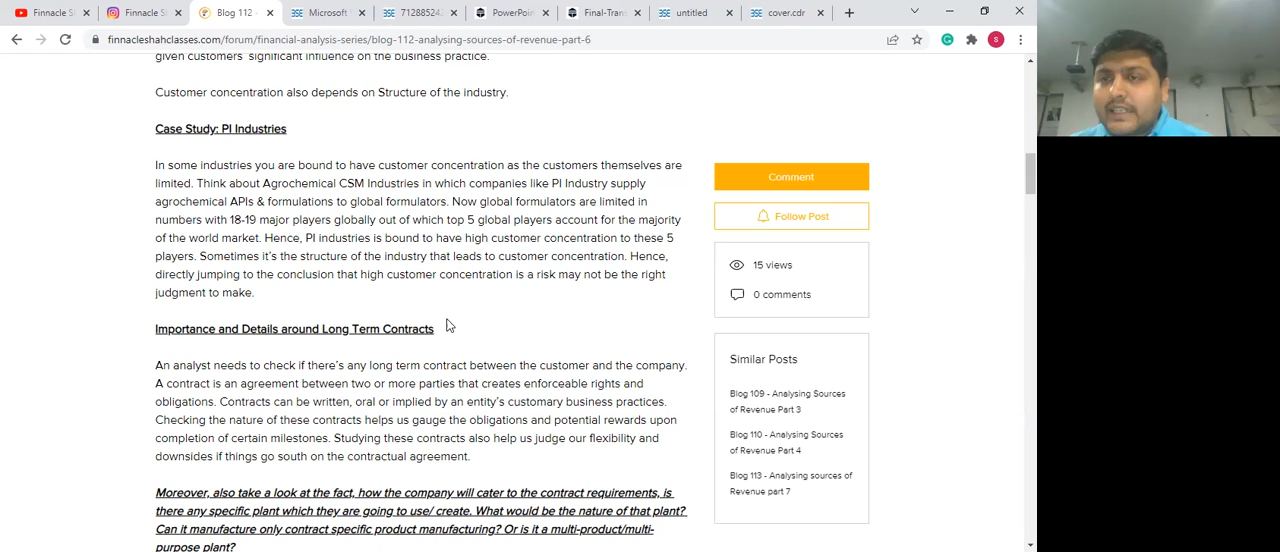 Finnacle Sh
Finnacle Sh
Blog 112 -
Microsoft W
712885242
PowerPoin
Final-Trans
untitled
cover.cdr
finnacleshahclasses.com/forum/financial-analysis-series/blog-112-analysing-sources-of-revenue-part-6
given customers' significant influence on the business practice.
Customer concentration also depends on Structure of the industry.
Case Study: PI Industries
In some industries you are bound to have customer concentration as the customers themselves are
limited. Think about Agrochemical CSM Industries in which companies like PI Industry supply
agrochemical APIs & formulations to global formulators. Now global formulators are limited in
numbers with 18-19 major players globally out of which top 5 global players account for the majority
of the world market. Hence, PI industries is bound to have high customer concentration to these 5
players. Sometimes it's the structure of the industry that leads to customer concentration. Hence,
directly jumping to the conclusion that high customer concentration is a risk may not be the right
judgment to make.
Importance and Details around Long Term Contracts
An analyst needs to check if there's any long term contract between the customer and the company.
A contract is an agreement between two or more parties that creates enforceable rights and
obligations. Contracts can be written, oral or implied by an entity's customary business practices.
Checking the nature of these contracts helps us gauge the obligations and potential rewards upon
completion of certain milestones. Studying these contracts also help us judge our flexibility and
downsides if things go south on the contractual agreement.
Moreover, also take a look at the fact, how the company will cater to the contract requirements, is
there any specific plant which they are going to use/ create. What would be the nature of that plant?
Can it manufacture only contract specific product manufacturing? Or is it a multi-product/multi-
purpose plant?
Comment
Follow Post
15 views
0 comments
Similar Posts
Blog 109 - Analysing Sources
of Revenue Part 3
Blog 110 - Analysing Sources
of Revenue Part 4
Blog 113 - Analysing sources of
Revenue part 7